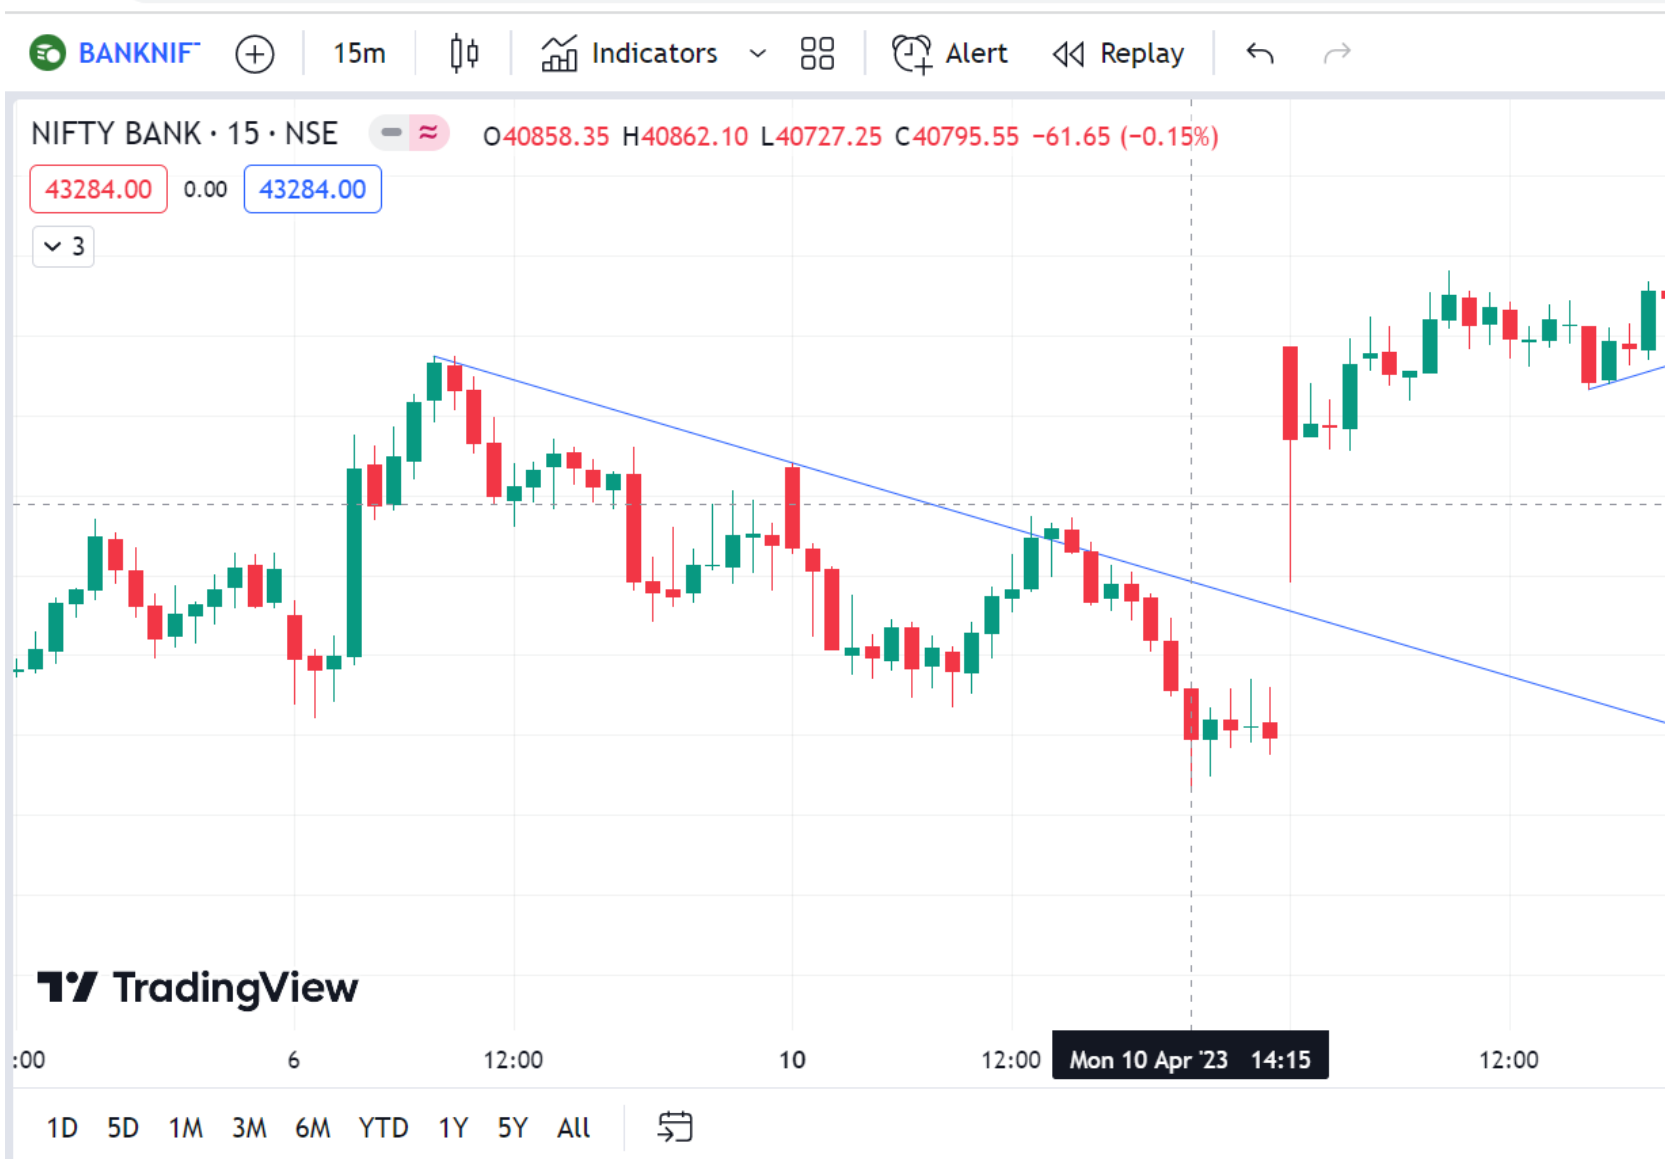 BANKNIF 15m Indicators Alert Replay
NIFTY BANK · 15 · NSE O40858.35 H40862.10 L40727.25 C40795.55 −61.65 (−0.15%)
43284.00 0.00 43284.00
3
TradingView
:00 6 12:00 10 12:00 Mon 10 Apr '23 14:15 12:00
1D 5D 1M 3M 6M YTD 1Y 5Y All